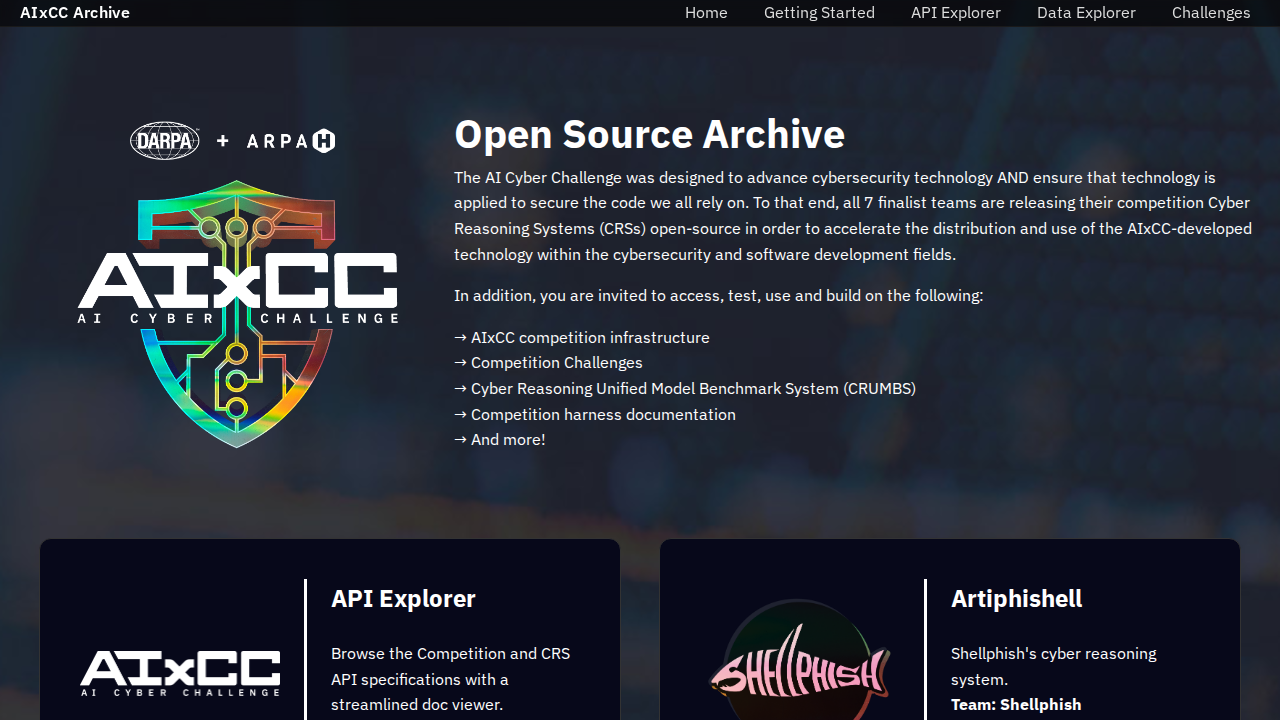 AIxCC Archive
Home
Getting Started
API Explorer
Data Explorer
Challenges
DARPA + ARPA H
AIxCC
AI CYBER CHALLENGE
Open Source Archive
The AI Cyber Challenge was designed to advance cybersecurity technology AND ensure that technology is
applied to secure the code we all rely on. To that end, all 7 finalist teams are releasing their competition Cyber
Reasoning Systems (CRSs) open-source in order to accelerate the distribution and use of the AIxCC-developed
technology within the cybersecurity and software development fields.
In addition, you are invited to access, test, use and build on the following:
→ AIxCC competition infrastructure
→ Competition Challenges
→ Cyber Reasoning Unified Model Benchmark System (CRUMBS)
→ Competition harness documentation
→ And more!
AIxCC
AI CYBER CHALLENGE
API Explorer
Browse the Competition and CRS
API specifications with a
streamlined doc viewer.
SHELLPHISH
Artiphishell
Shellphish's cyber reasoning
system.
Team: Shellphish